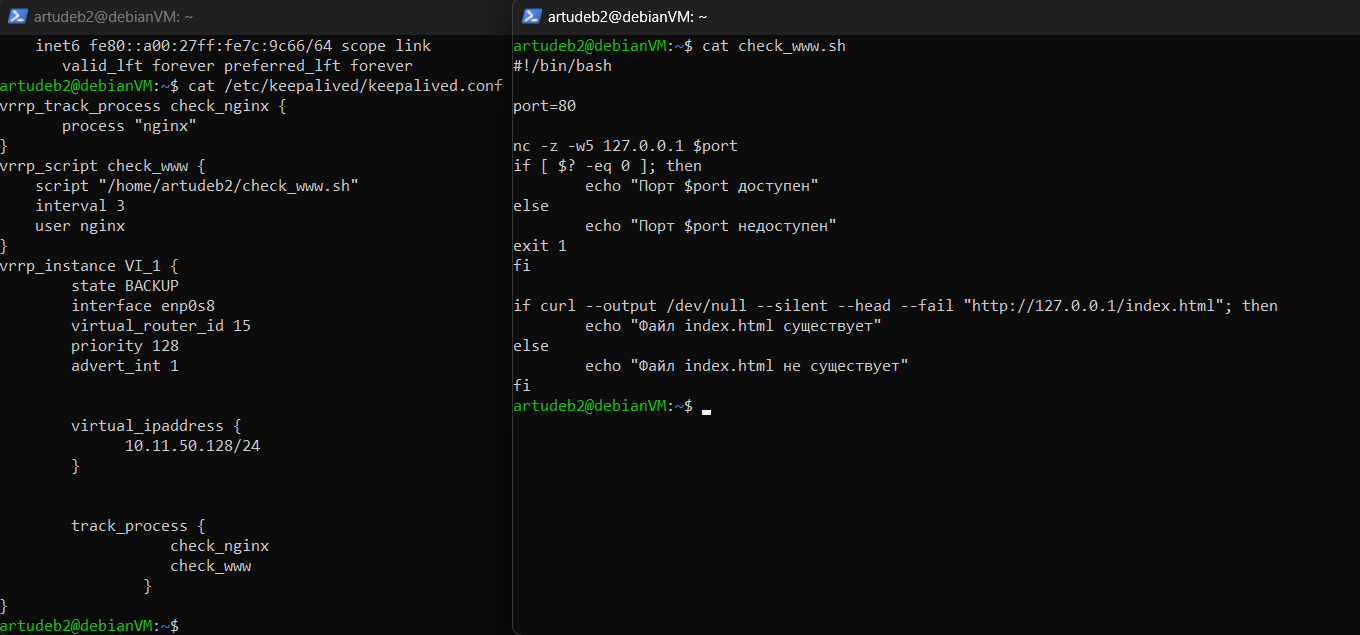 artudeb2@debianVM: ~
inet6 fe80::a00:27ff:fe7c:9c66/64 scope link
valid_lft forever preferred_lft forever
artudeb2@debianVM:~$ cat /etc/keepalived/keepalived.conf
vrrp_track_process check_nginx {
process "nginx"
}
vrrp_script check_www {
script "/home/artudeb2/check_www.sh"
interval 3
user nginx
}
vrrp_instance VI_1 {
state BACKUP
interface enp0s8
virtual_router_id 15
priority 128
advert_int 1
virtual_ipaddress {
10.11.50.128/24
}
track_process {
check_nginx
check_www
}
}
artudeb2@debianVM:~$
artudeb2@debianVM: ~
artudeb2@debianVM:~$ cat check_www.sh
#!/bin/bash
port=80
nc -z -w5 127.0.0.1 $port
if [ $? -eq 0 ]; then
echo "Порт $port доступен"
else
echo "Порт $port недоступен"
exit 1
fi
if curl --output /dev/null --silent --head --fail "http://127.0.0.1/index.html"; then
echo "Файл index.html существует"
else
echo "Файл index.html не существует"
fi
artudeb2@debianVM:~$